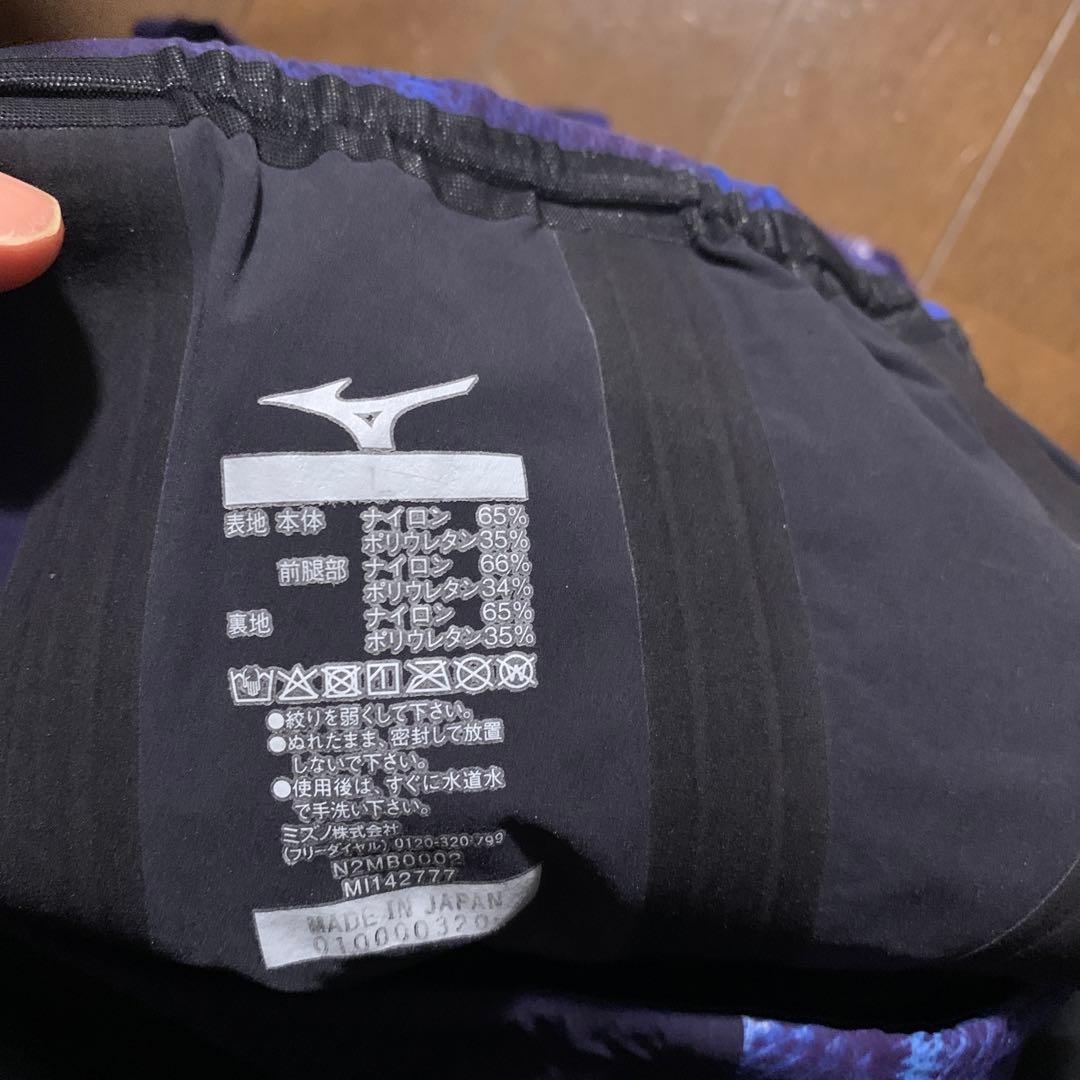 表地 本体 ナイロン 65%
ポリウレタン35%
前腿部 ナイロン 66%
ポリウレタン34%
裏地 ナイロン 65%
ポリウレタン35%
●絞りを弱くして下さい。
●ぬれたまま、密封して放置
しないで下さい。
●使用後は、すぐに水道水
で手洗い下さい。
ミズノ株式会社
(フリーダイヤル) 0120-320-799
N2MB0002
MI142777
MADE IN JAPAN